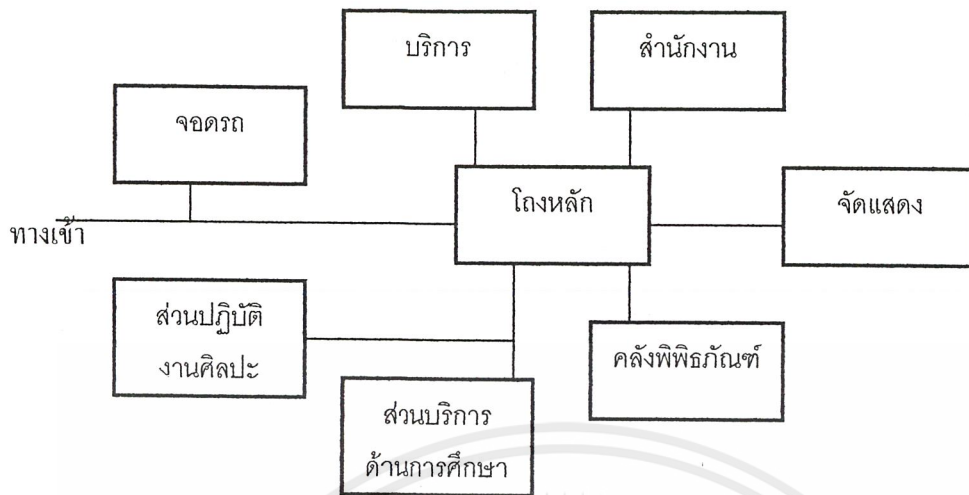 บริการ
สำนักงาน
จอดรถ
โถงหลัก
จัดแสดง
ทางเข้า
ส่วนปฏิบัติ
งานศิลปะ
คลังพิพิธภัณฑ์
ส่วนบริการ
ด้านการศึกษา